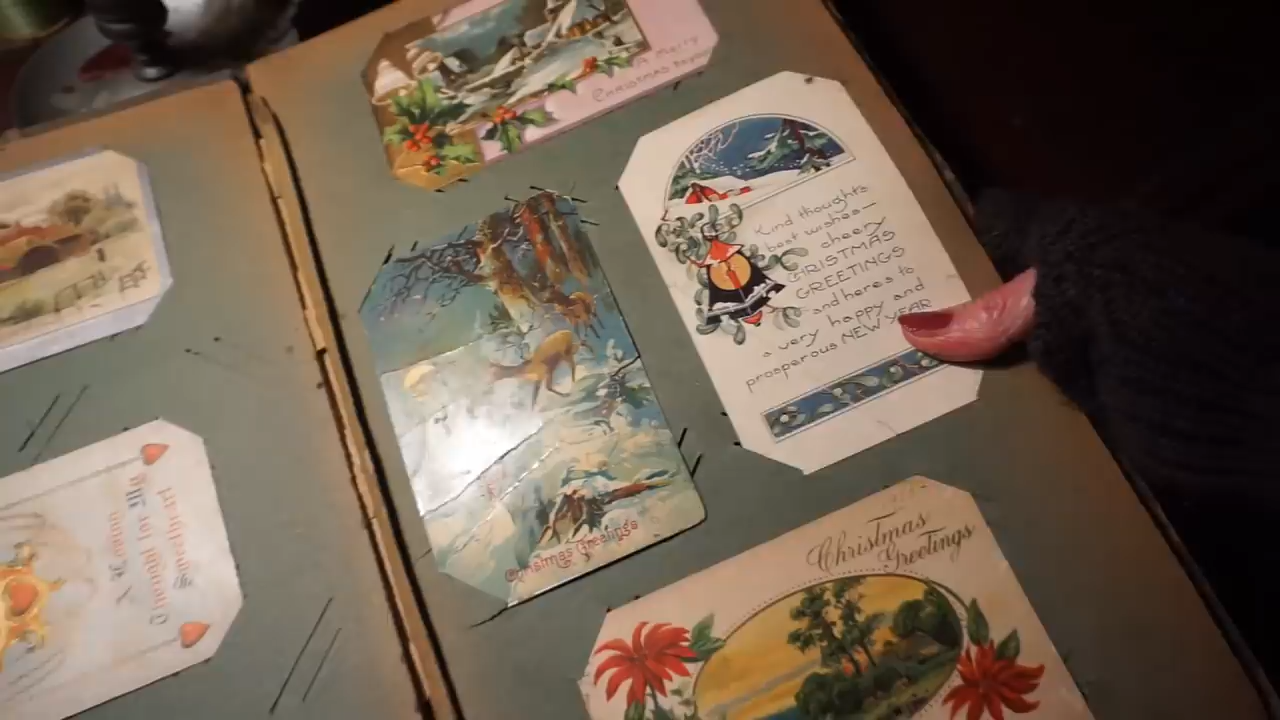 A Merry
CHRISTMAS
Kind thoughts
best wishes—
cheery
CHRISTMAS
GREETINGS
and heres to
a very happy and
prosperous NEW YEAR
Christmas Greetings
Christmas
Greetings
A Loving
Thought for My
Sweetheart